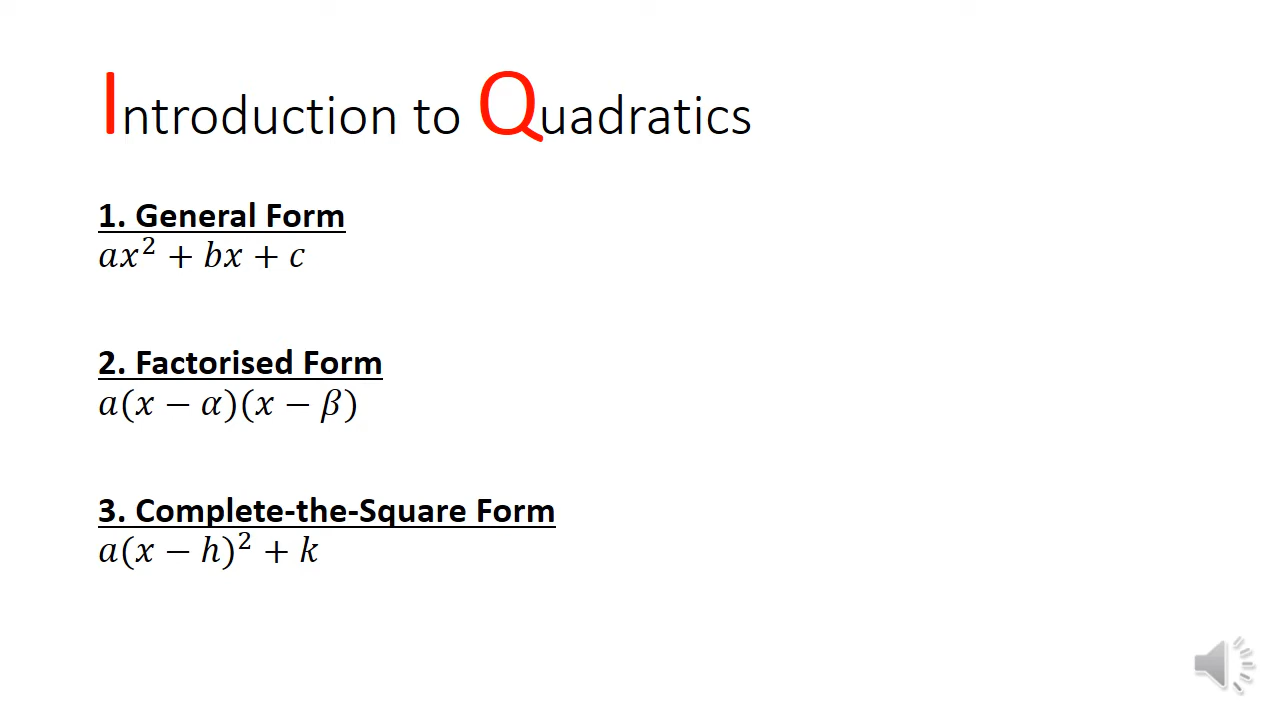 Introduction to Quadratics
1. General Form
𝑎𝑥² + 𝑏𝑥 + 𝑐
2. Factorised Form
𝑎(𝑥 − 𝛼)(𝑥 − 𝛽)
3. Complete-the-Square Form
𝑎(𝑥 − ℎ)² + 𝑘